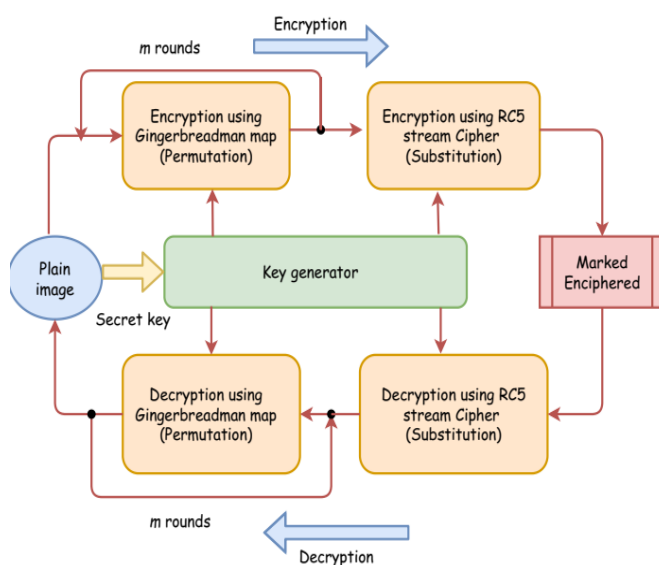 Encryption
m rounds
Encryption using
Gingerbreadman map
(Permutation)
Encryption using RC5
stream Cipher
(Substitution)
Plain
image
Secret key
Key generator
Marked
Enciphered
Decryption using
Gingerbreadman map
(Permutation)
Decryption using RC5
stream Cipher
(Substitution)
m rounds
Decryption